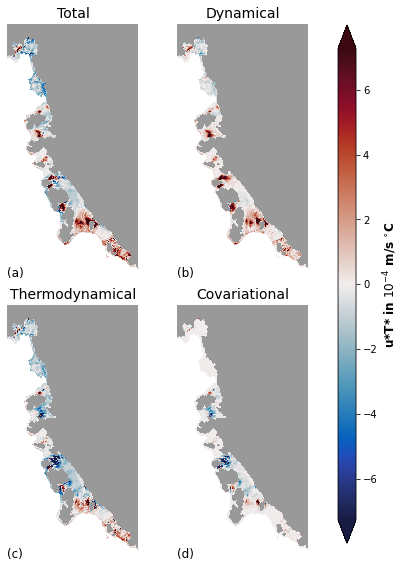 Total
Dynamical
(a)
(b)
Thermodynamical
Covariational
(c)
(d)
6
4
2
0
−2
−4
−6
u*T* in 10⁻⁴ m/s °C